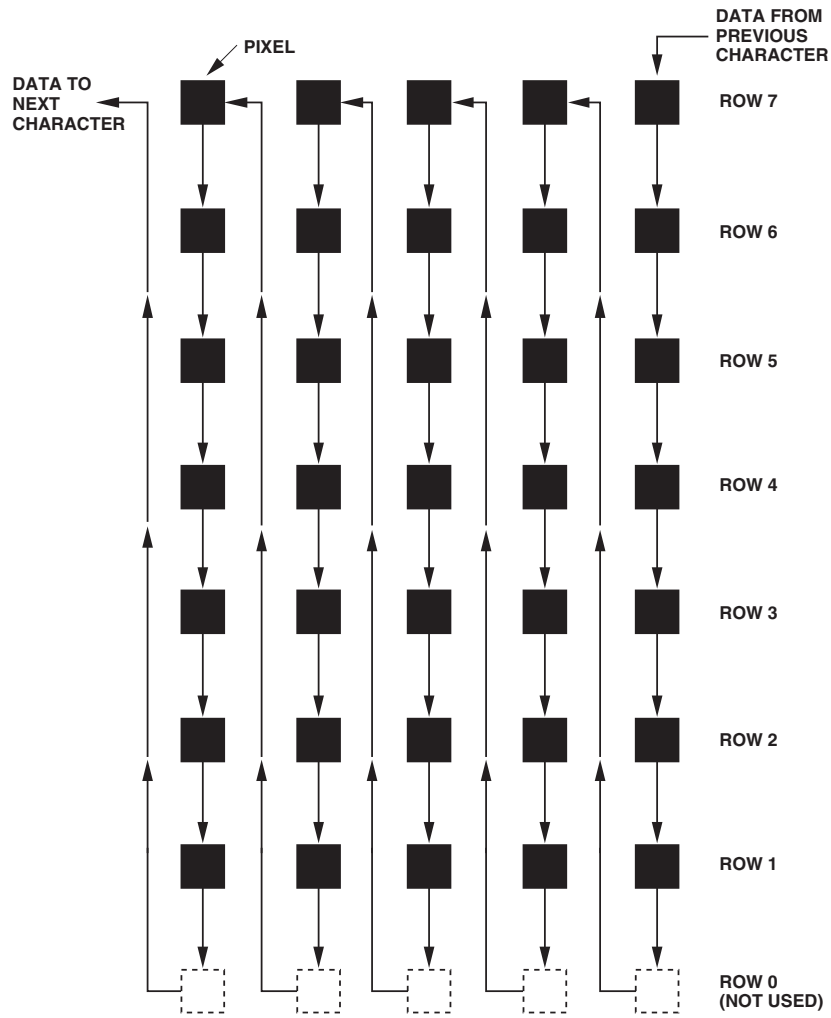 DATA FROM
PREVIOUS
CHARACTER
PIXEL
DATA TO
NEXT
CHARACTER
ROW 7
ROW 6
ROW 5
ROW 4
ROW 3
ROW 2
ROW 1
ROW 0
(NOT USED)